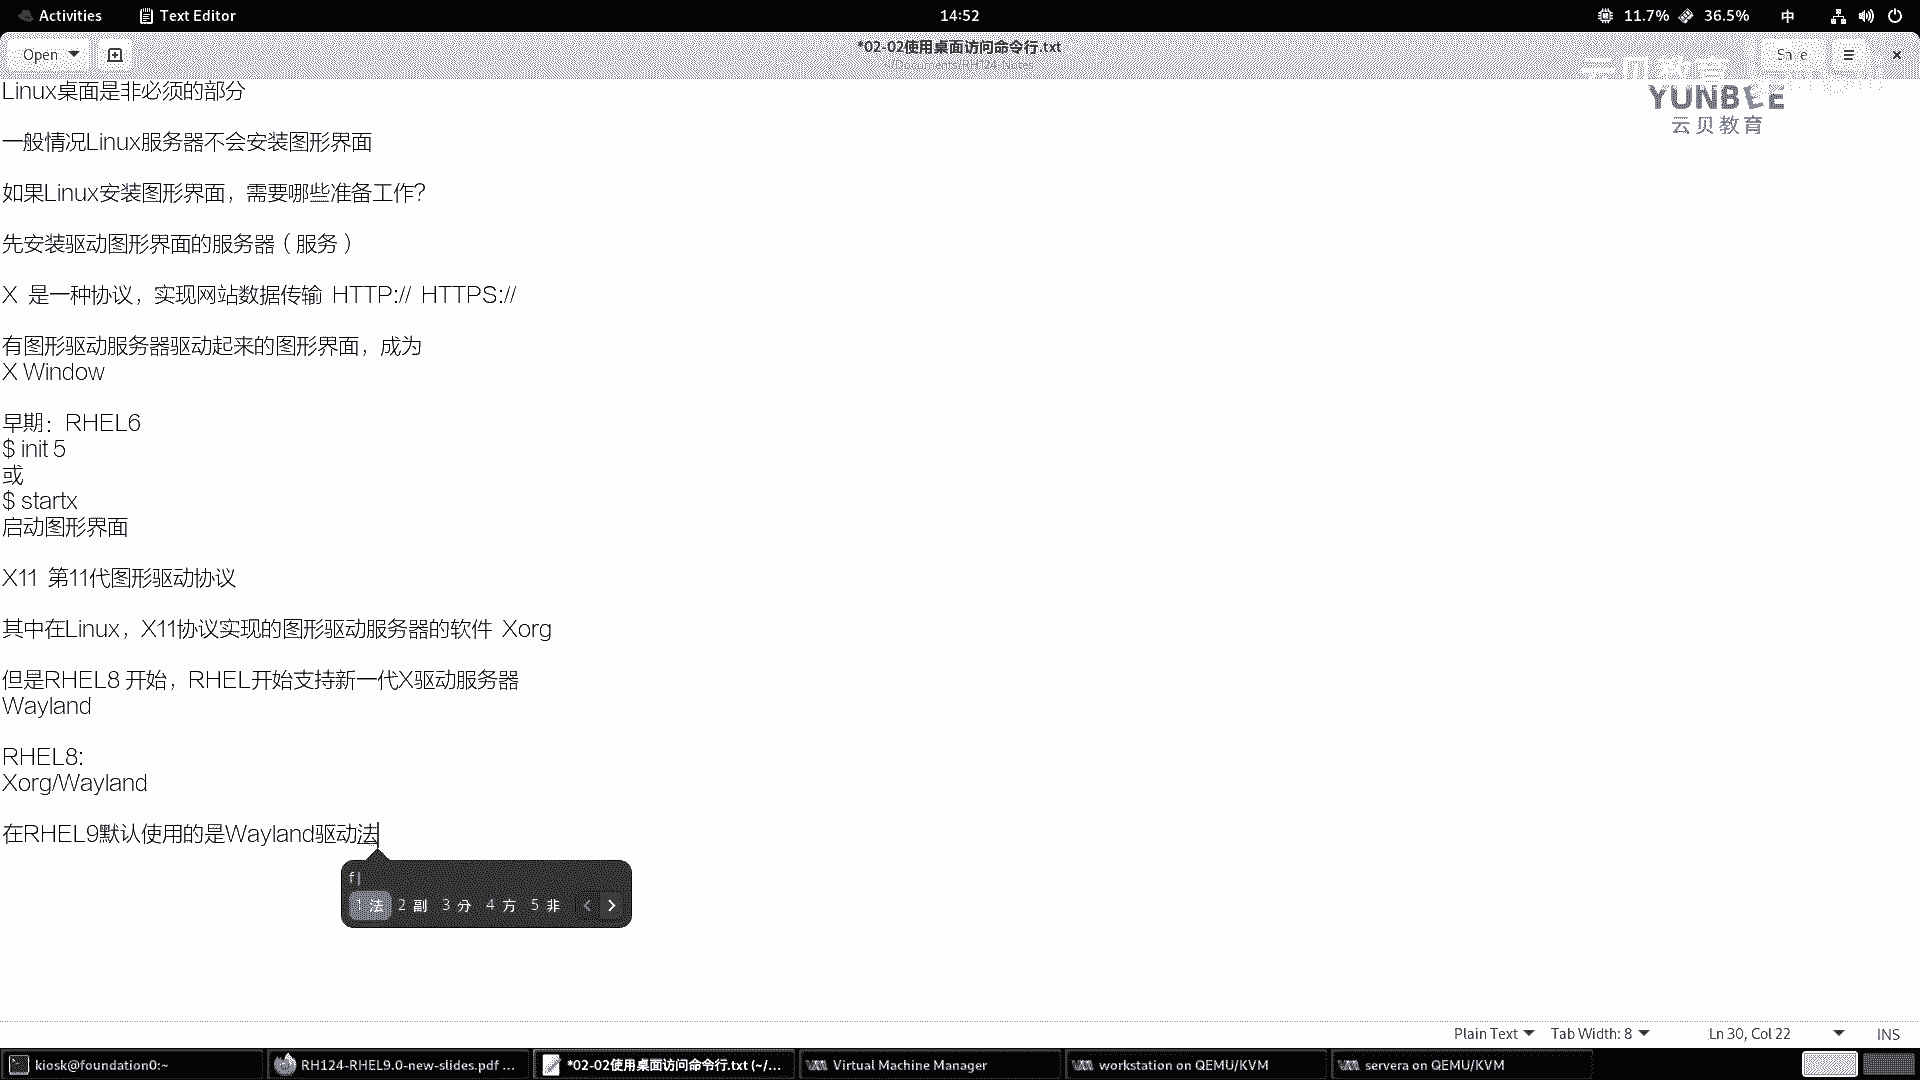 Activities Text Editor 14:52 11.7% 36.5% 中
Open *02-02使用桌面访问命令行.txt Save
~/Documents/RH124-Notes
Linux桌面是非必须的部分
YUNBEE
云贝教育
一般情况Linux服务器不会安装图形界面
如果Linux安装图形界面，需要哪些准备工作？
先安装驱动图形界面的服务器（服务）
X 是一种协议，实现网站数据传输 HTTP:// HTTPS://
有图形驱动服务器驱动起来的图形界面，成为
X Window
早期：RHEL6
$ init 5
或
$ startx
启动图形界面
X11 第11代图形驱动协议
其中在Linux，X11协议实现的图形驱动服务器的软件 Xorg
但是RHEL8 开始，RHEL开始支持新一代X驱动服务器
Wayland
RHEL8:
Xorg/Wayland
在RHEL9默认使用的是Wayland驱动法
f
1 法 2 副 3 分 4 方 5 非 < >
Plain Text Tab Width: 8 Ln 30, Col 22 INS
kiosk@foundation0:~ RH124-RHEL9.0-new-slides.pdf ... *02-02使用桌面访问命令行.txt (~/... Virtual Machine Manager workstation on QEMU/KVM servera on QEMU/KVM